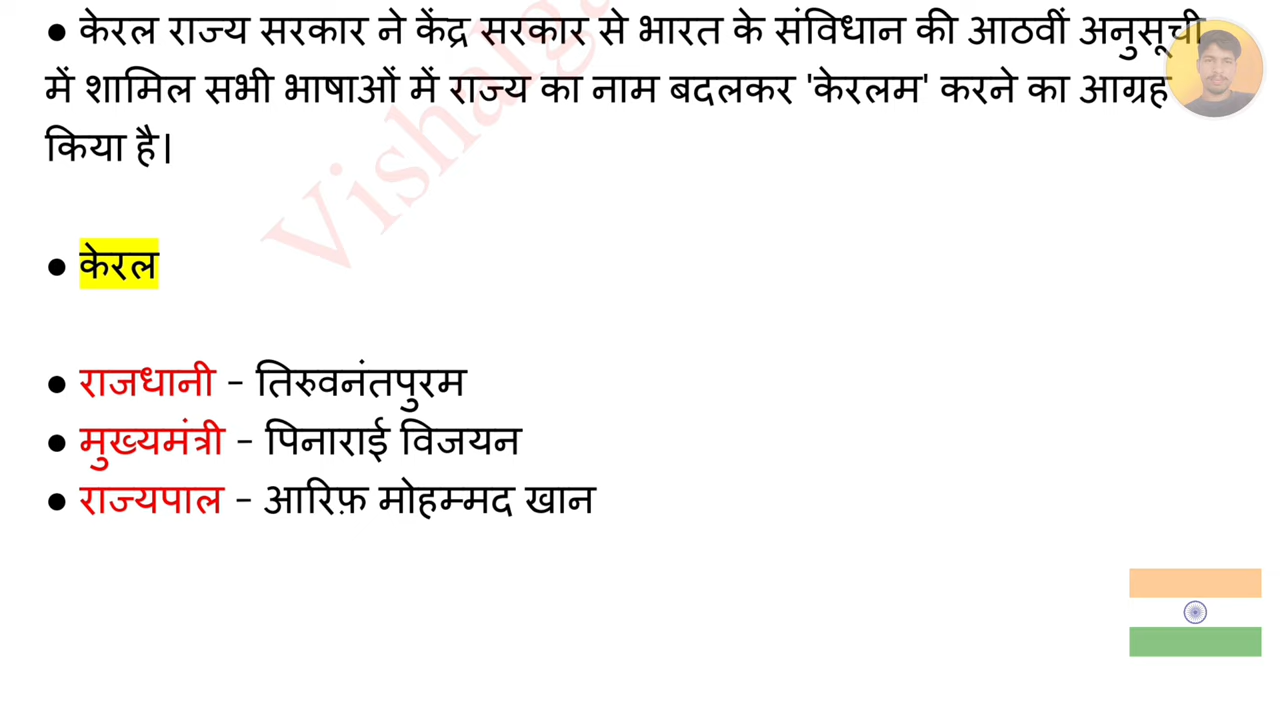 ● केरल राज्य सरकार ने केंद्र सरकार से भारत के संविधान की आठवीं अनुसूची
में शामिल सभी भाषाओं में राज्य का नाम बदलकर 'केरलम' करने का आग्रह
किया है।
● केरल
● राजधानी – तिरुवनंतपुरम
● मुख्यमंत्री – पिनाराई विजयन
● राज्यपाल – आरिफ़ मोहम्मद खान